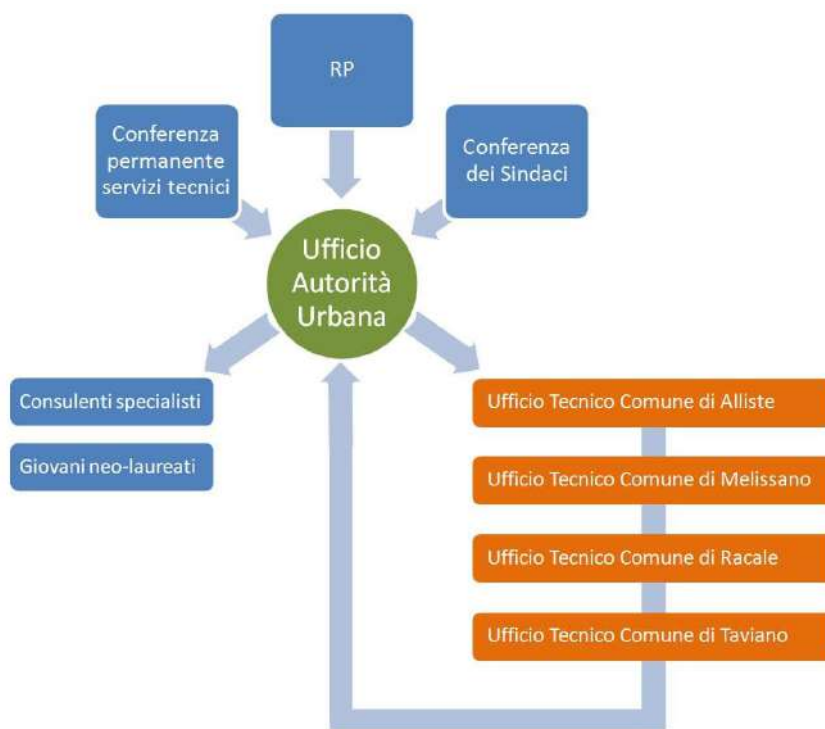 RP
Conferenza
permanente
servizi tecnici
Conferenza
dei Sindaci
Ufficio
Autorità
Urbana
Consulenti specialisti
Giovani neo-laureati
Ufficio Tecnico Comune di Alliste
Ufficio Tecnico Comune di Melissano
Ufficio Tecnico Comune di Racale
Ufficio Tecnico Comune di Taviano